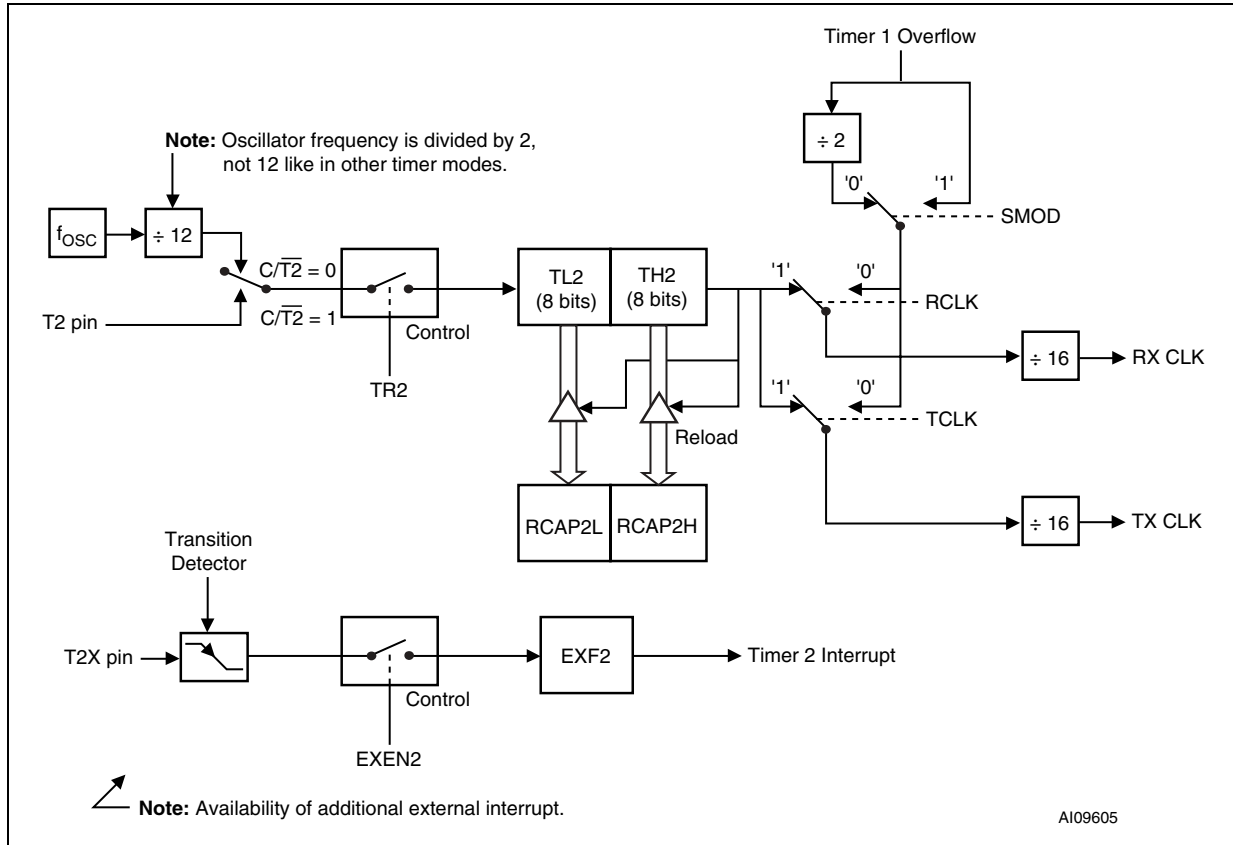 Timer 1 Overflow
Note: Oscillator frequency is divided by 2,
not 12 like in other timer modes.
÷ 2
'0'
'1'
SMOD
fOSC
÷ 12
C/T2̅ = 0
TL2
(8 bits)
TH2
(8 bits)
'1'
'0'
RCLK
T2 pin
C/T2̅ = 1
Control
TR2
÷ 16
RX CLK
'1'
'0'
TCLK
Reload
RCAP2L
RCAP2H
÷ 16
TX CLK
Transition
Detector
T2X pin
Control
EXF2
Timer 2 Interrupt
EXEN2
Note: Availability of additional external interrupt.
AI09605